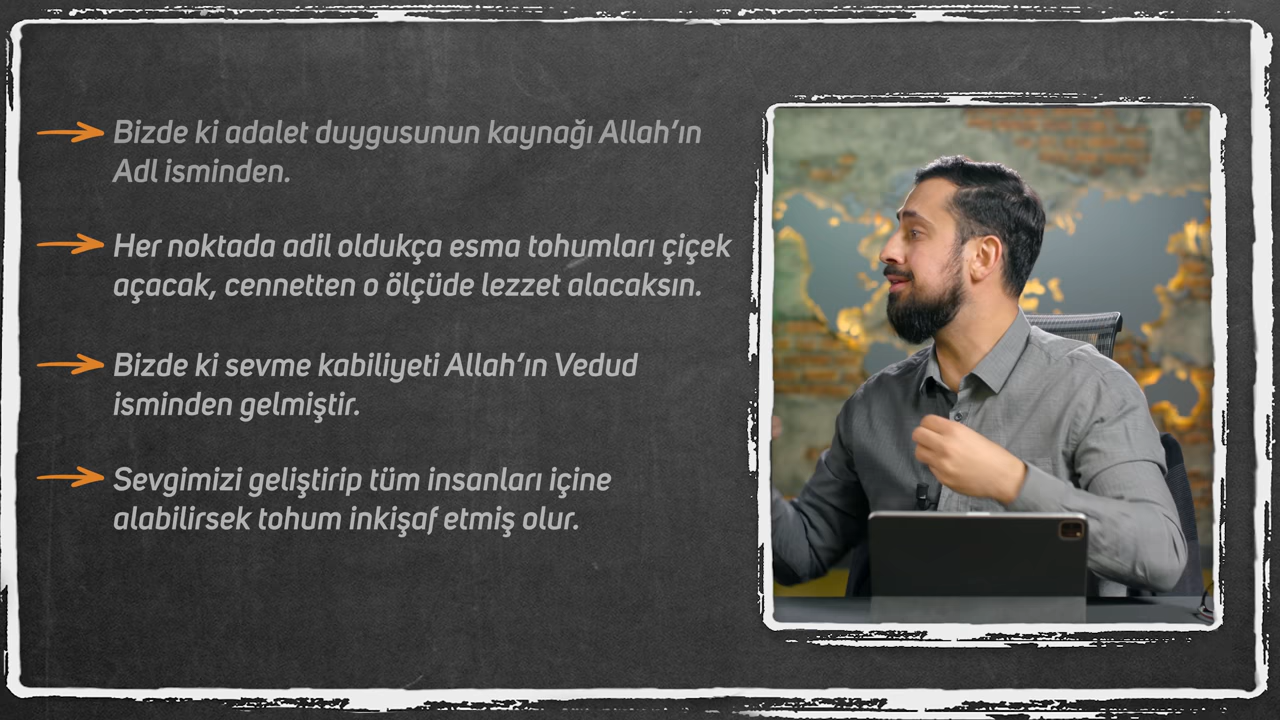 Bizde ki adalet duygusunun kaynağı Allah’ın
Adl isminden.
Her noktada adil oldukça esma tohumları çiçek
açacak, cennetten o ölçüde lezzet alacaksın.
Bizde ki sevme kabiliyeti Allah’ın Vedud
isminden gelmiştir.
Sevgimizi geliştirip tüm insanları içine
alabilirsek tohum inkişaf etmiş olur.